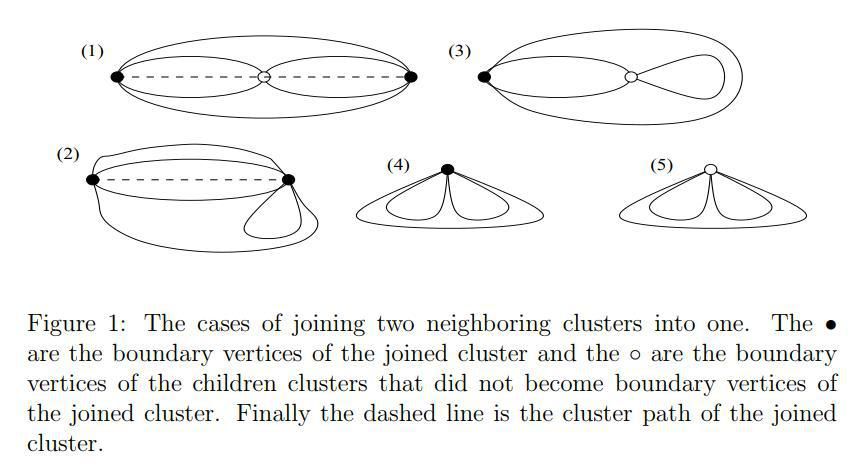 (1)
(3)
(2)
(4)
(5)
Figure 1: The cases of joining two neighboring clusters into one. The •
are the boundary vertices of the joined cluster and the ○ are the boundary
vertices of the children clusters that did not become boundary vertices of
the joined cluster. Finally the dashed line is the cluster path of the joined
cluster.